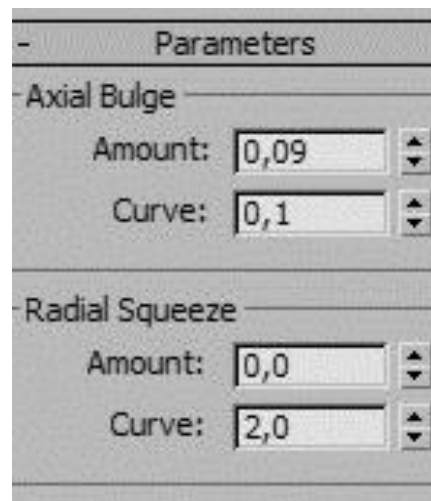 - Parameters
Axial Bulge
Amount: 0,09
Curve: 0,1
Radial Squeeze
Amount: 0,0
Curve: 2,0